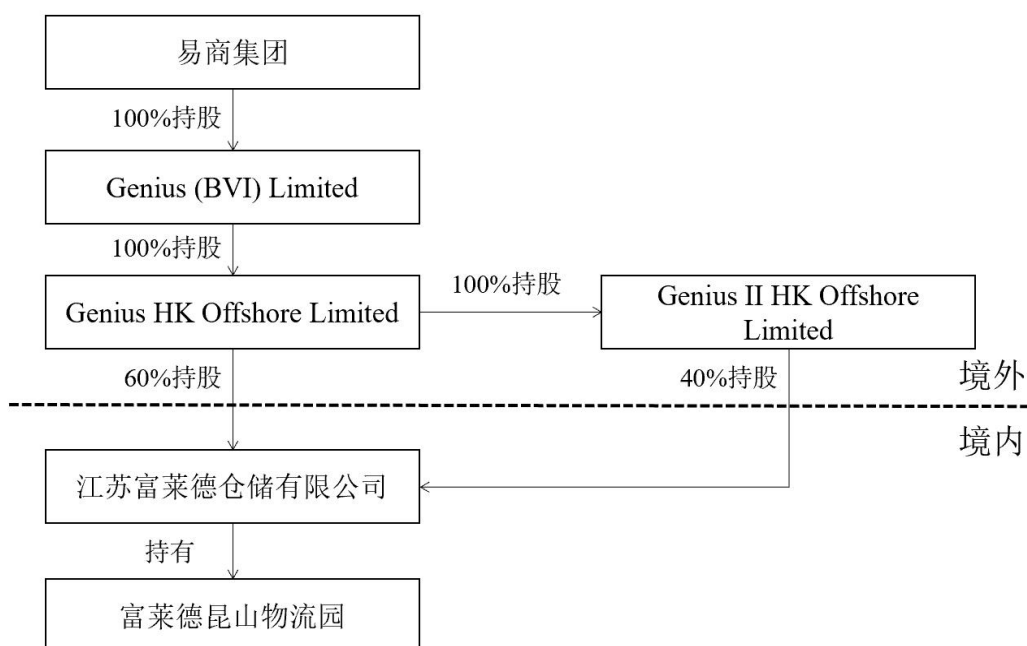 易商集团
100%持股
Genius (BVI) Limited
100%持股
Genius HK Offshore Limited
100%持股
Genius II HK Offshore
Limited
60%持股
40%持股
境外
境内
江苏富莱德仓储有限公司
持有
富莱德昆山物流园